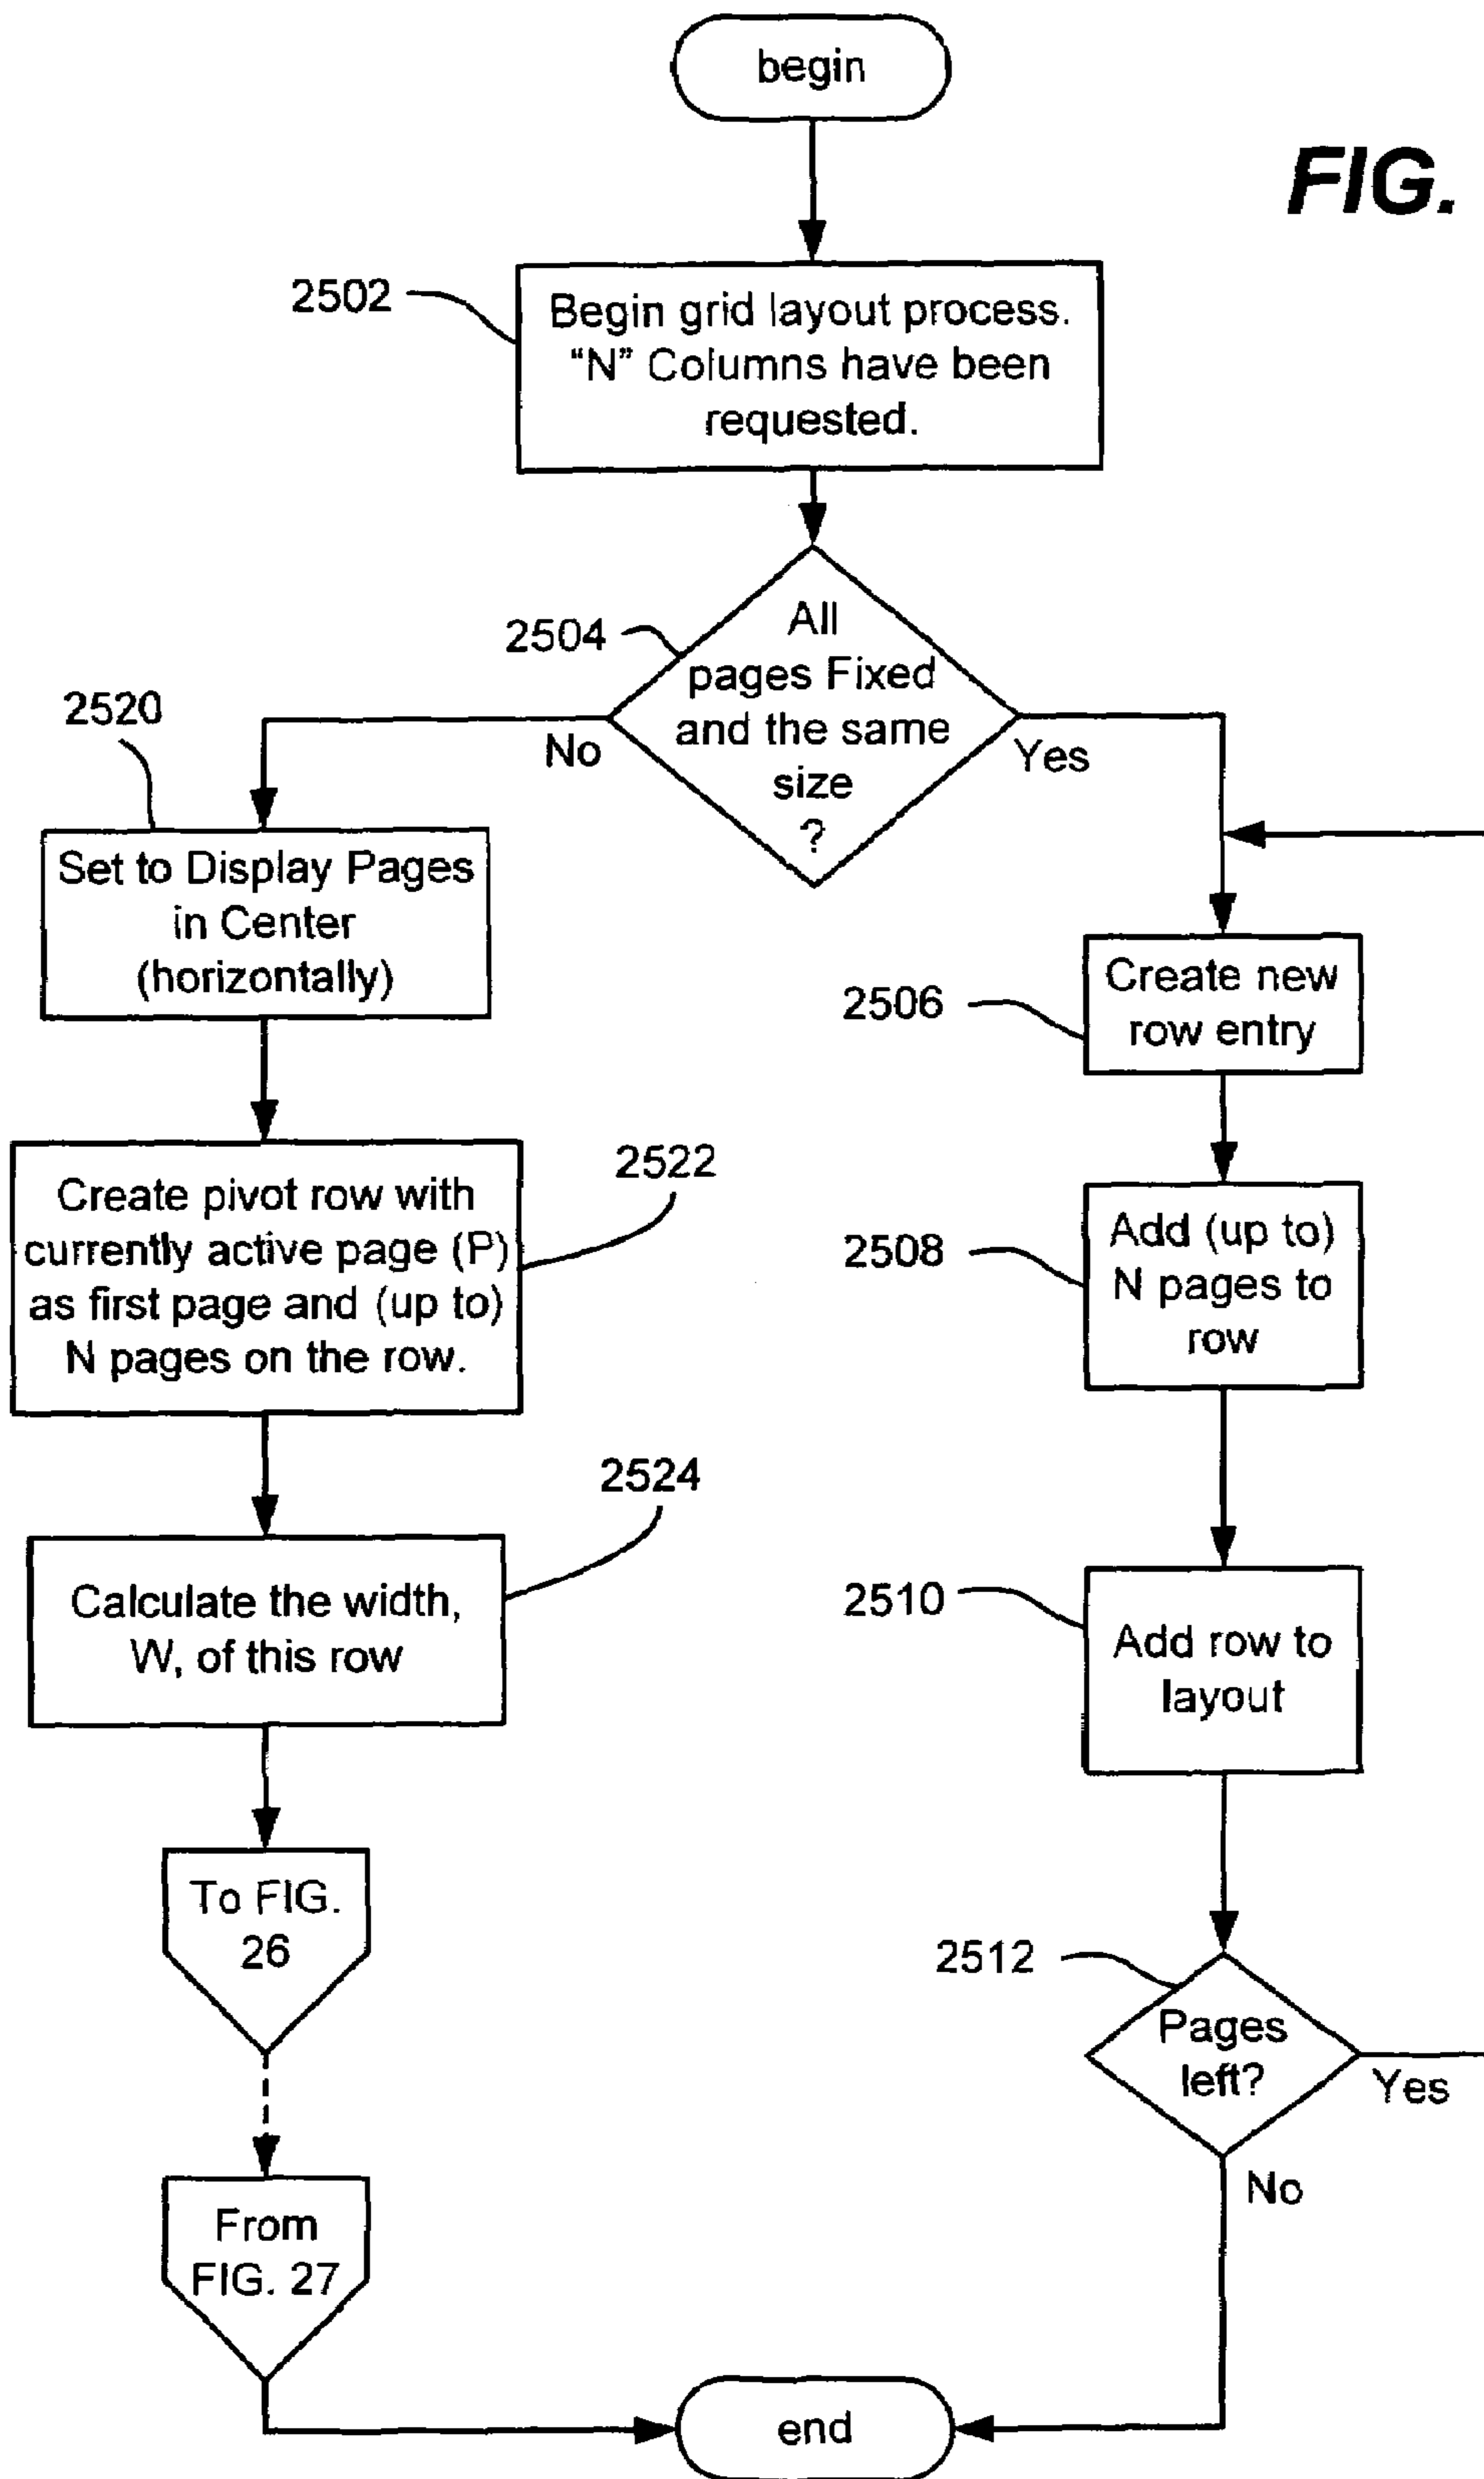 begin
FIG.
2502
Begin grid layout process.
“N” Columns have been
requested.
2504
All
pages Fixed
and the same
size
?
No
Yes
2520
Set to Display Pages
in Center
(horizontally)
2506
Create new
row entry
2522
Create pivot row with
currently active page (P)
as first page and (up to)
N pages on the row.
2508
Add (up to)
N pages to
row
2524
Calculate the width,
W, of this row
2510
Add row to
layout
To FIG.
26
2512
Pages
left?
Yes
No
From
FIG. 27
end